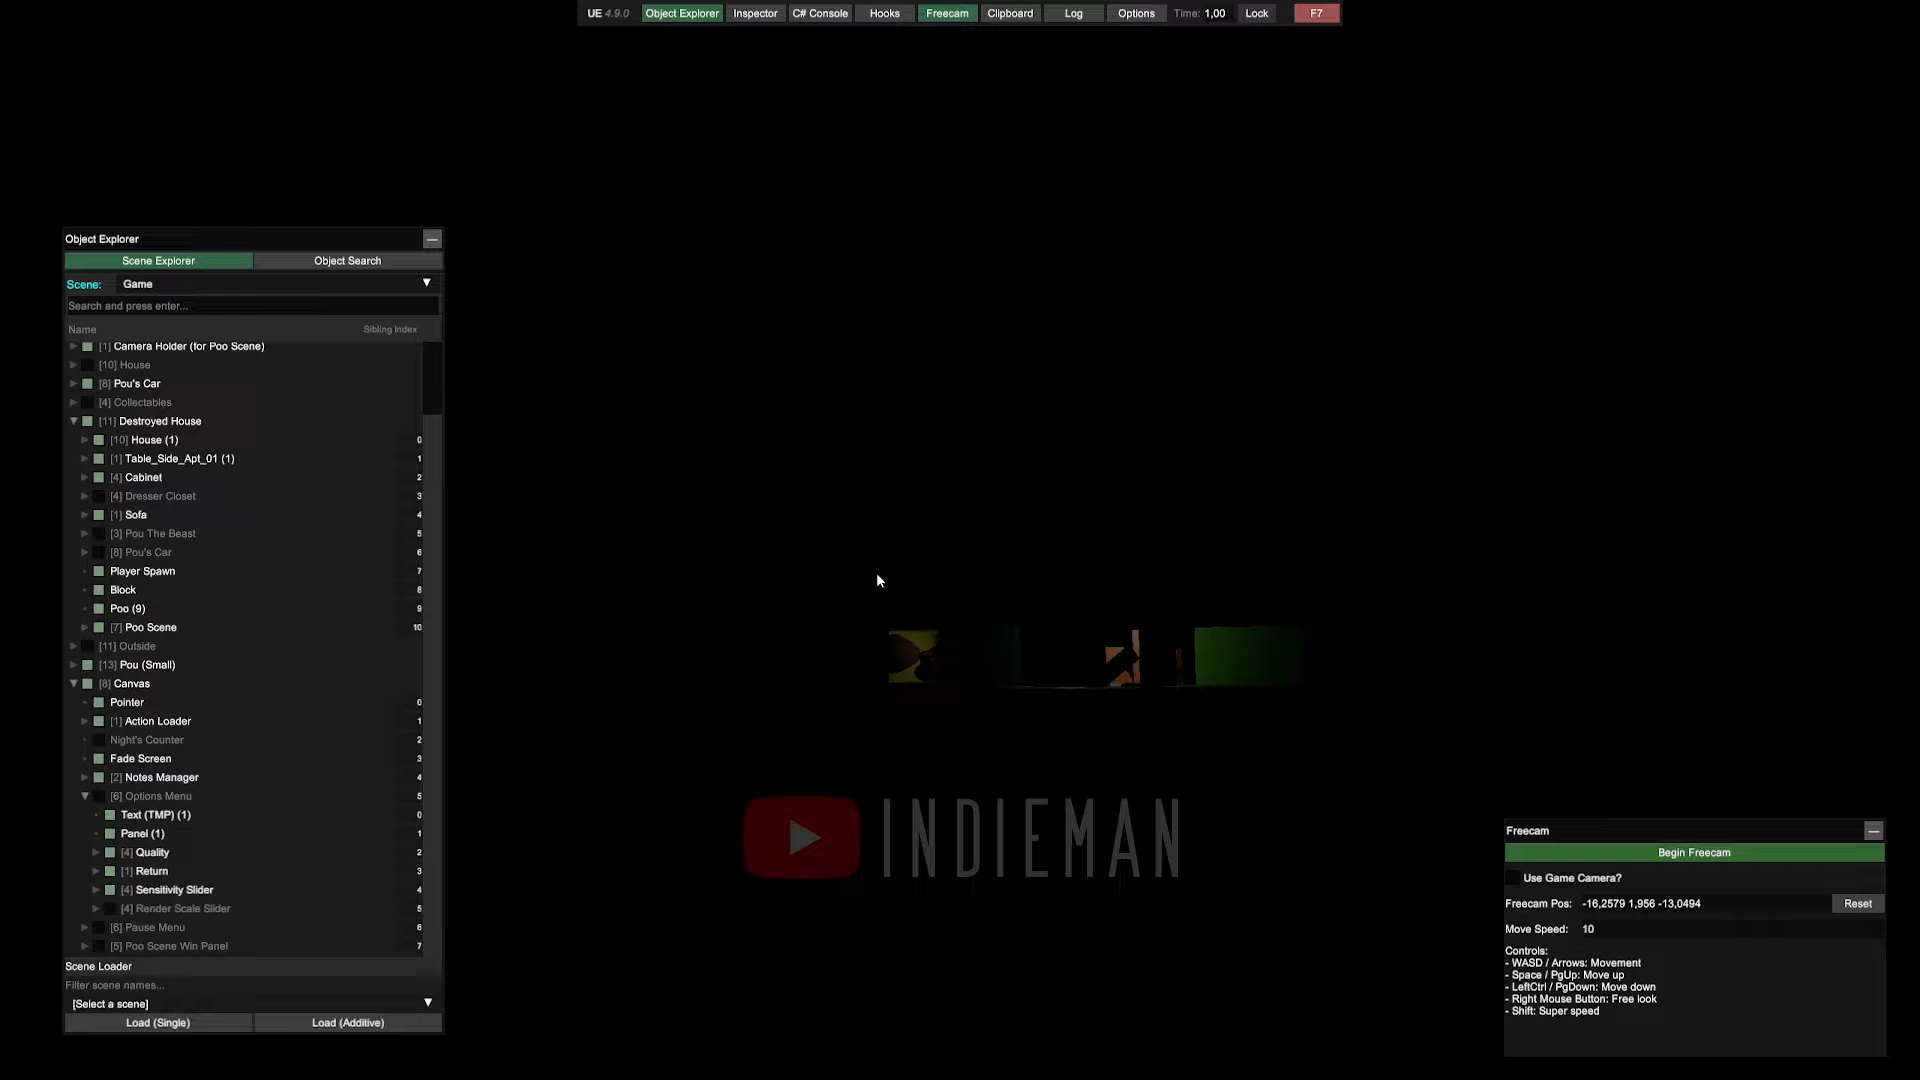 UE 4.9.0 Object Explorer Inspector C# Console Hooks Freecam Clipboard Log Options Time: 1,00 Lock F7
Object Explorer
Scene Explorer Object Search
Scene: Game
Search and press enter...
Name Sibling Index
[1] Camera Holder (for Poo Scene)
[10] House
[8] Pou's Car
[4] Collectables
[11] Destroyed House
[10] House (1) 0
[1] Table_Side_Apt_01 (1) 1
[4] Cabinet 2
[4] Dresser Closet 3
[1] Sofa 4
[3] Pou The Beast 5
[8] Pou's Car 6
Player Spawn 7
Block 8
Poo (9) 9
[7] Poo Scene 10
[11] Outside
[13] Pou (Small)
[8] Canvas
Pointer 0
[1] Action Loader 1
Night's Counter 2
Fade Screen 3
[2] Notes Manager 4
[6] Options Menu 5
Text (TMP) (1) 0
Panel (1) 1
[4] Quality 2
[1] Return 3
[4] Sensitivity Slider 4
[4] Render Scale Slider 5
[6] Pause Menu 6
[5] Poo Scene Win Panel 7
Scene Loader
Filter scene names...
[Select a scene]
Load (Single) Load (Additive)
INDIEMAN
Freecam
Begin Freecam
Use Game Camera?
Freecam Pos: -16,2579 1,956 -13,0494 Reset
Move Speed: 10
Controls:
- WASD / Arrows: Movement
- Space / PgUp: Move up
- LeftCtrl / PgDown: Move down
- Right Mouse Button: Free look
- Shift: Super speed